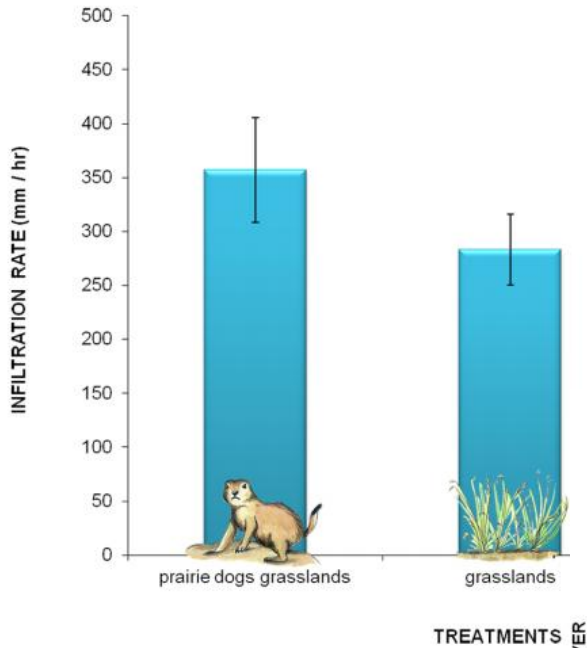 500
450
400
350
300
250
200
150
100
50
0
INFILTRATION RATE (mm / hr)
prairie dogs grasslands
grasslands
TREATMENTS
VER